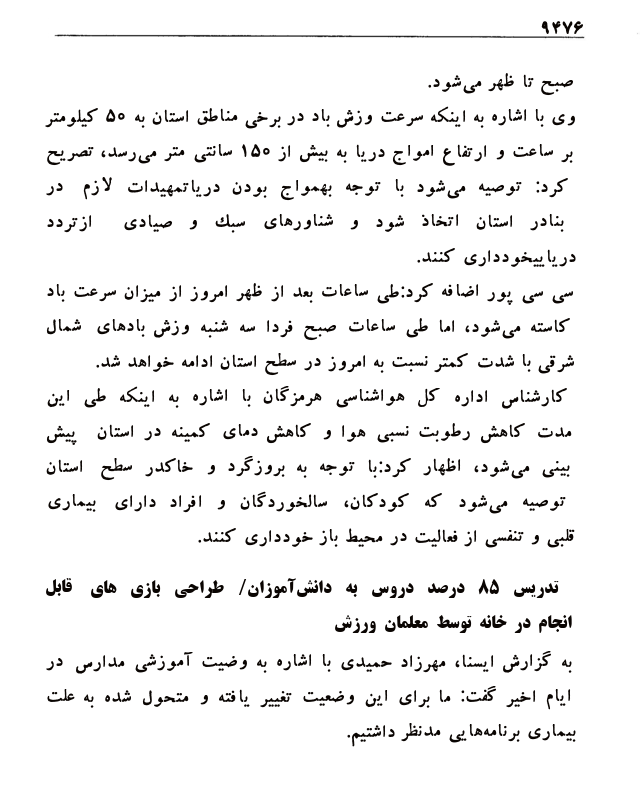 ۹۴۷۶
صبح تا ظهر می‌شود.
وی با اشاره به اینکه سرعت وزش باد در برخی مناطق استان به ۵۰ کیلومتر
بر ساعت و ارتفاع امواج دریا به بیش از ۱۵۰ سانتی متر می‌رسد، تصریح
کرد: توصیه می‌شود با توجه بهمواج بودن دریاتمهیدات لازم در
بنادر استان اتخاذ شود و شناورهای سبک و صیادی ازتردد
دریاییخودداری کنند.
سی سی پور اضافه کرد:طی ساعات بعد از ظهر امروز از میزان سرعت باد
کاسته می‌شود، اما طی ساعات صبح فردا سه شنبه وزش بادهای شمال
شرقی با شدت کمتر نسبت به امروز در سطح استان ادامه خواهد شد.
کارشناس اداره کل هواشناسی هرمزگان با اشاره به اینکه طی این
مدت کاهش رطوبت نسبی هوا و کاهش دمای کمینه در استان پیش
بینی می‌شود، اظهار کرد:با توجه به بروزگرد و خاکدر سطح استان
توصیه می‌شود که کودکان، سالخوردگان و افراد دارای بیماری
قلبی و تنفسی از فعالیت در محیط باز خودداری کنند.
تدریس ۸۵ درصد دروس به دانش‌آموزان/ طراحی بازی های قابل
انجام در خانه توسط معلمان ورزش
به گزارش ایسنا، مهرزاد حمیدی با اشاره به وضیت آموزشی مدارس در
ایام اخیر گفت: ما برای این وضعیت تغییر یافته و متحول شده به علت
بیماری برنامه‌هایی مدنظر داشتیم.